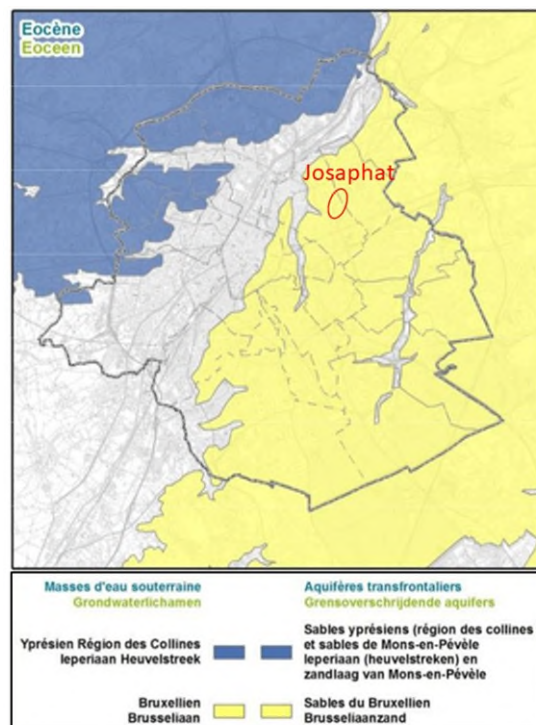 Eocène
Eoceen
Josaphat
Masses d'eau souterraine
Grondwaterlichamen
Aquifères transfrontaliers
Grensoverschrijdende aquifers
Yprésien Région des Collines
Ieperiaan Heuvelstreek
Sables yprésiens (région des collines
et sables de Mons-en-Pévèle
Ieperiaan (heuvelstreken) en
zandlaag van Mons-en-Pévèle
Bruxellien
Brusseliaan
Sables du Bruxellien
Brusseliaanzand